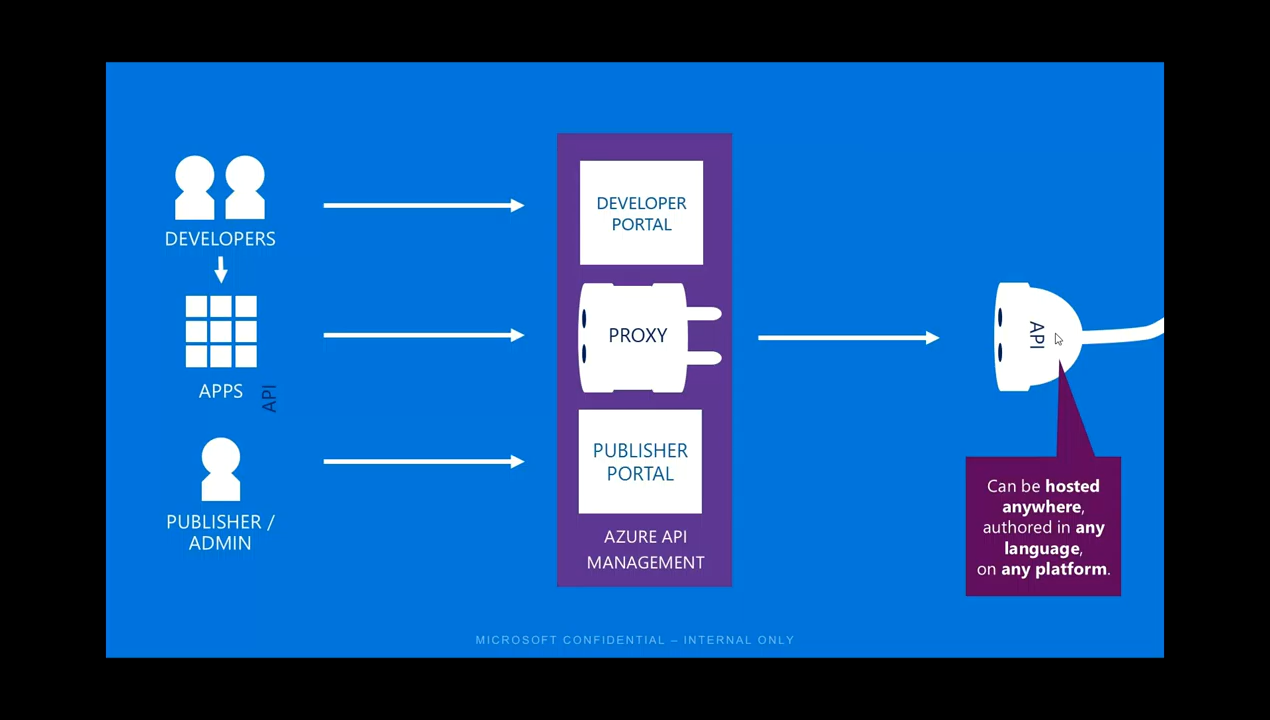 DEVELOPERS
APPS
API
PUBLISHER /
ADMIN
DEVELOPER
PORTAL
PROXY
PUBLISHER
PORTAL
AZURE API
MANAGEMENT
API
Can be hosted
anywhere,
authored in any
language,
on any platform.
MICROSOFT CONFIDENTIAL – INTERNAL ONLY